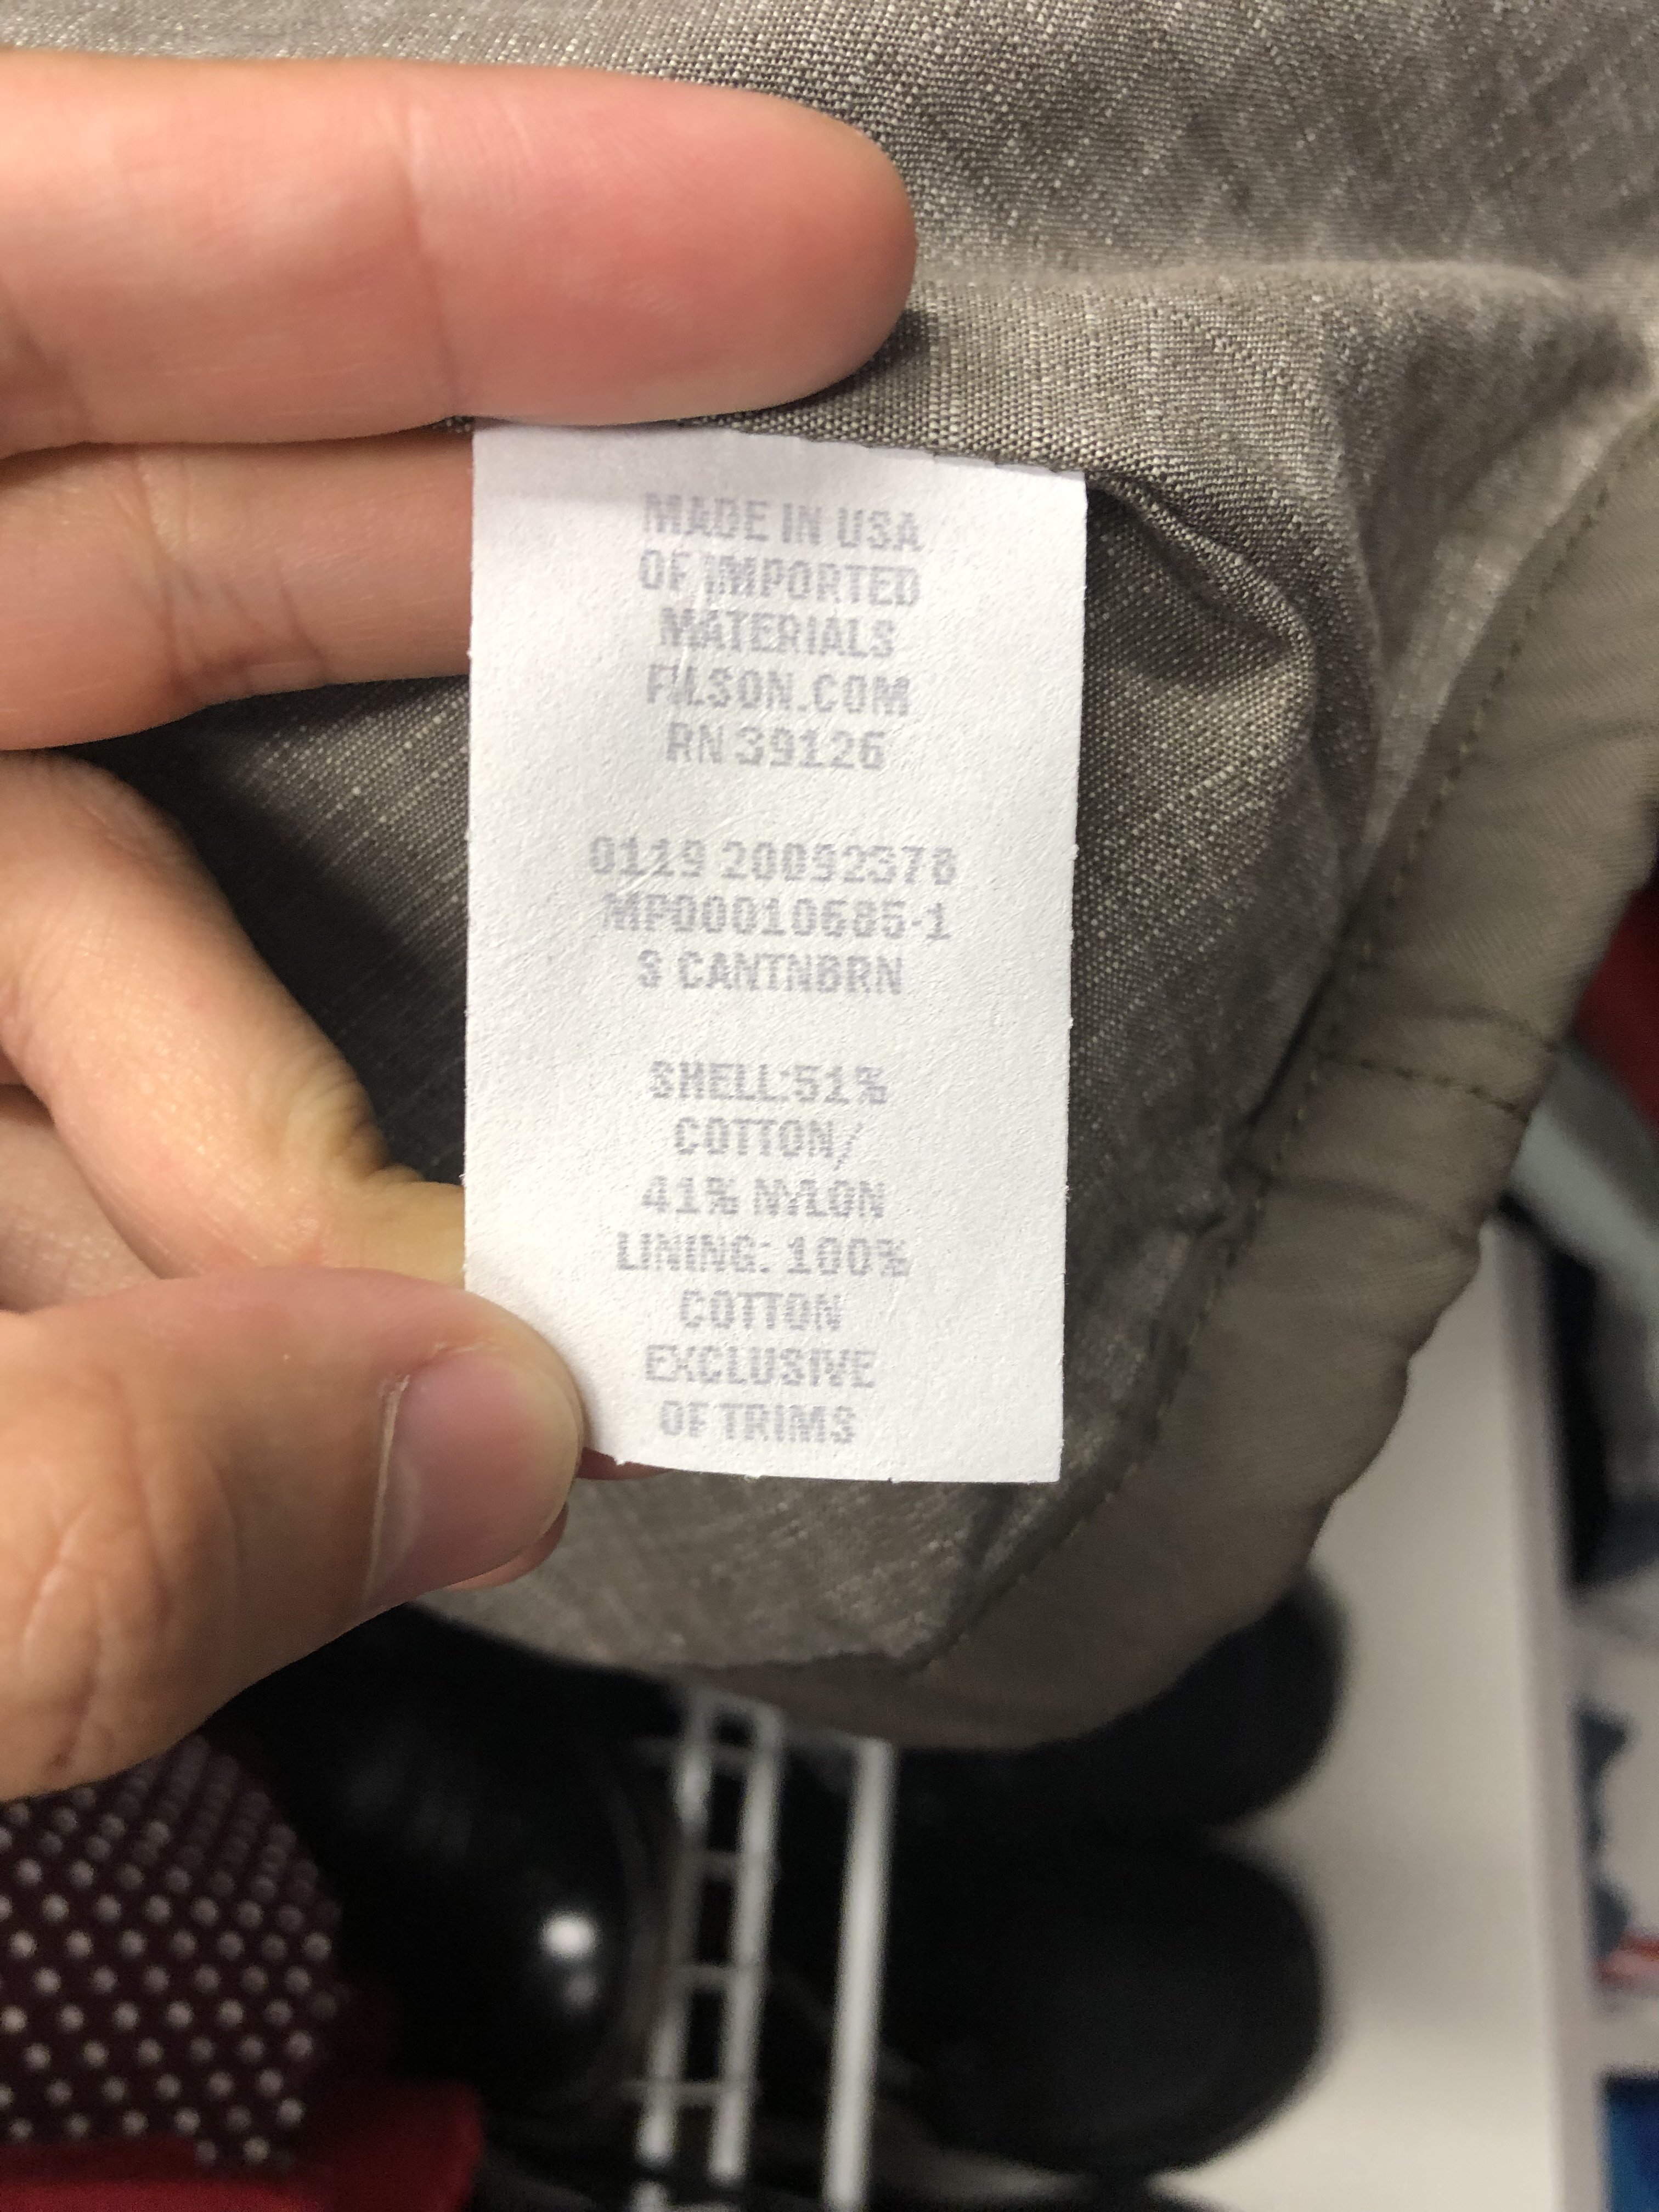 MADE IN USA
OF IMPORTED
MATERIALS
FILSON.COM
RN 39126
0119 20092376
MP00010685-1
S CANTNBRN
SHELL:51%
COTTON/
41% NYLON
LINING: 100%
COTTON
EXCLUSIVE
OF TRIMS